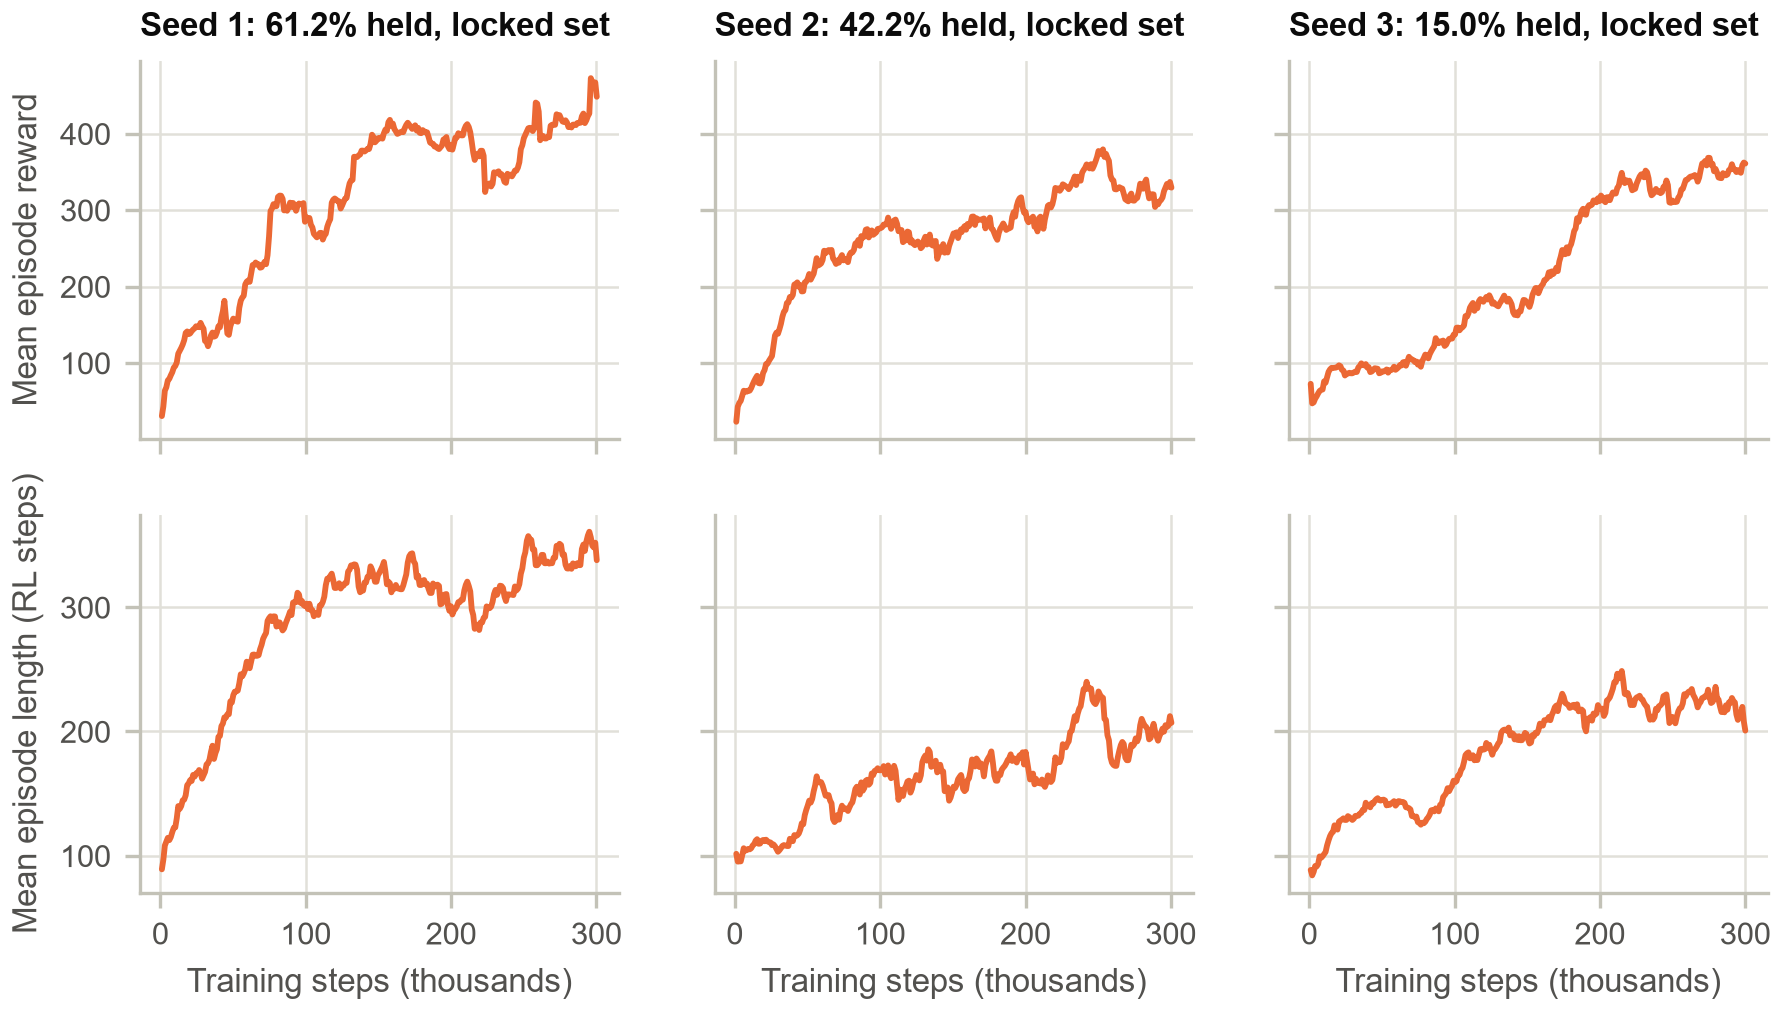 Seed 1: 61.2% held, locked set
Seed 2: 42.2% held, locked set
Seed 3: 15.0% held, locked set
Mean episode reward
400
300
200
100
Mean episode length (RL steps)
300
200
100
0 100 200 300
0 100 200 300
0 100 200 300
Training steps (thousands)
Training steps (thousands)
Training steps (thousands)